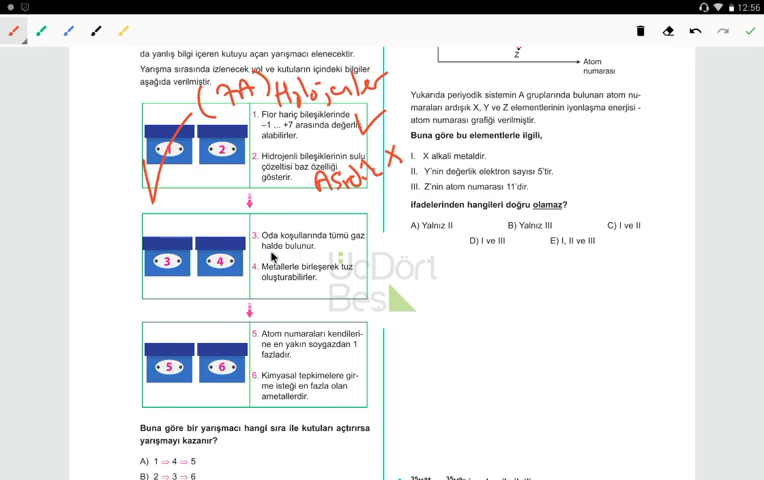 12:56
da yanlış bilgi içeren kutuyu açan yarışmacı elenecektir.
Yarışma sırasında izlenecek yol ve kutuların içindeki bilgiler
aşağıda verilmiştir.
(7A) Halojenler
1. Flor hariç bileşiklerinde
–1 ... +7 arasında değerlik
alabilirler.
2. Hidrojenli bileşiklerinin sulu
çözeltisi baz özelliği
gösterir.
Asidik X
1
2
3. Oda koşullarında tümü gaz
halde bulunur.
4. Metallerle birleşerek tuz
oluşturabilirler.
3
4
5. Atom numaraları kendileri-
ne en yakın soygazdan 1
fazladır.
6. Kimyasal tepkimelere gir-
me isteği en fazla olan
ametallerdir.
5
6
Buna göre bir yarışmacı hangi sıra ile kutuları açtırırsa
yarışmayı kazanır?
A) 1 ⇒ 4 ⇒ 5
B) 2 ⇒ 3 ⇒ 6
Z
Atom
numarası
Yukarıda periyodik sistemin A gruplarında bulunan atom nu-
maraları ardışık X, Y ve Z elementlerinin iyonlaşma enerjisi -
atom numarası grafiği verilmiştir.
Buna göre bu elementlerle ilgili,
I. X alkali metaldir.
II. Y'nin değerlik elektron sayısı 5'tir.
III. Z'nin atom numarası 11'dir.
ifadelerinden hangileri doğru olamaz?
A) Yalnız II B) Yalnız III C) I ve II
D) I ve III E) I, II ve III
ÜçDört
Beş